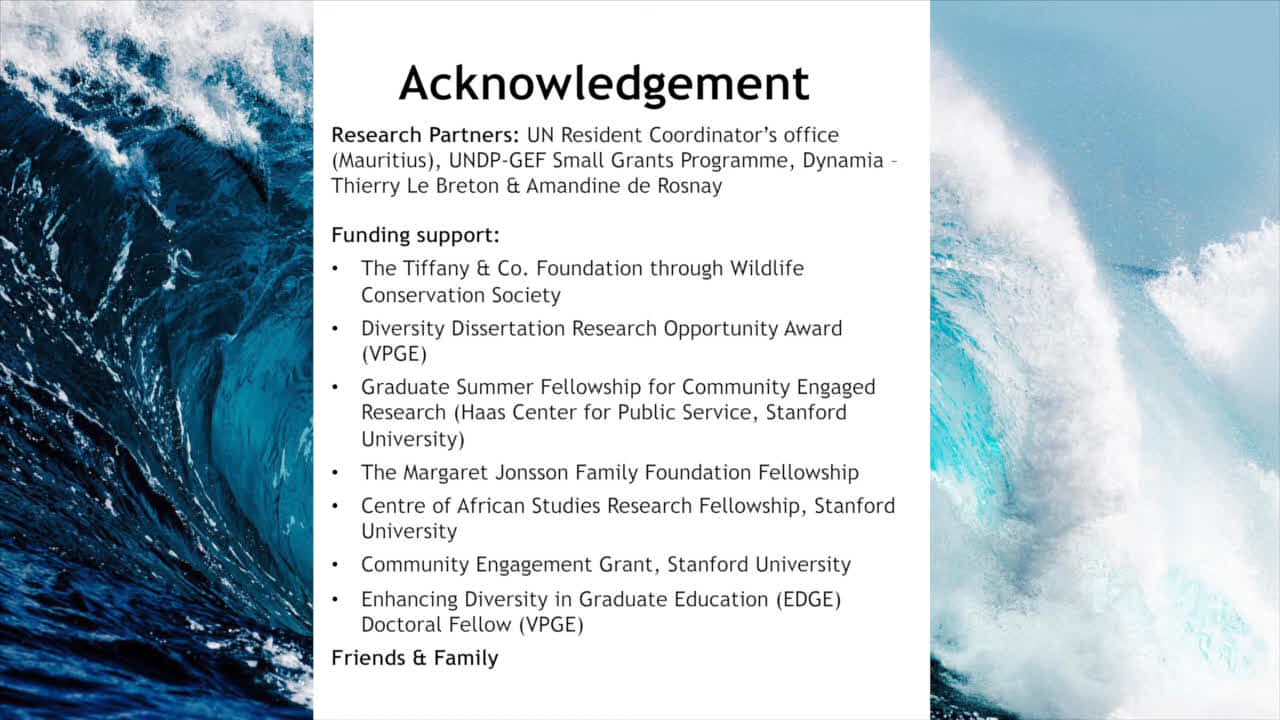 Acknowledgement
Research Partners: UN Resident Coordinator’s office
(Mauritius), UNDP-GEF Small Grants Programme, Dynamia –
Thierry Le Breton & Amandine de Rosnay
Funding support:
• The Tiffany & Co. Foundation through Wildlife
Conservation Society
• Diversity Dissertation Research Opportunity Award
(VPGE)
• Graduate Summer Fellowship for Community Engaged
Research (Haas Center for Public Service, Stanford
University)
• The Margaret Jonsson Family Foundation Fellowship
• Centre of African Studies Research Fellowship, Stanford
University
• Community Engagement Grant, Stanford University
• Enhancing Diversity in Graduate Education (EDGE)
Doctoral Fellow (VPGE)
Friends & Family